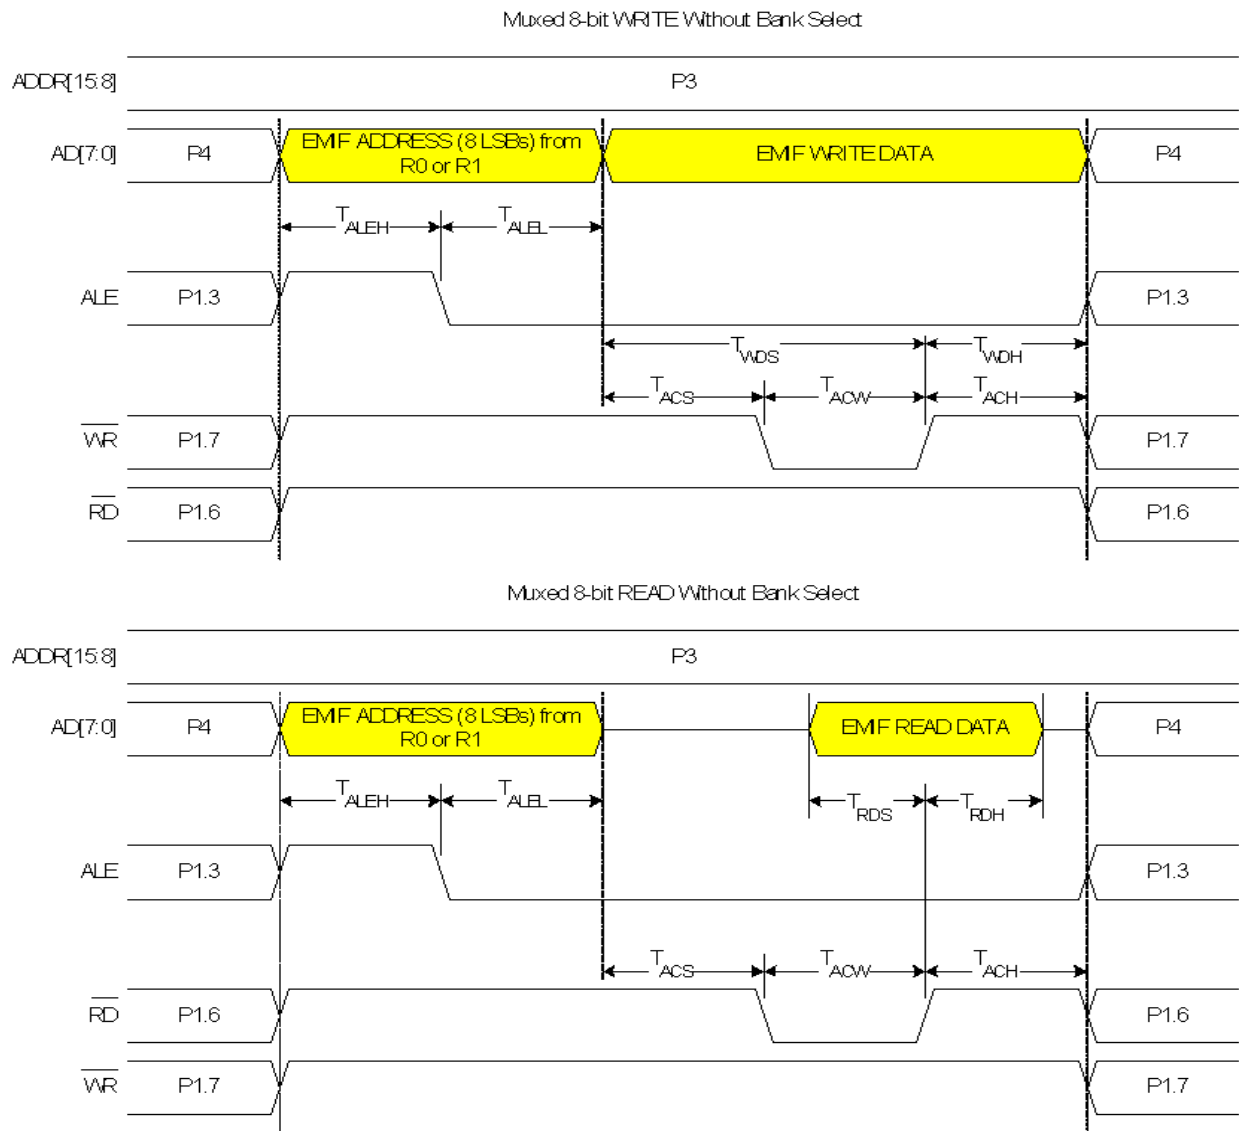 Muxed 8-bit WRITE Without Bank Select
ADDR[15:8] P3
AD[7:0] P4 EMIF ADDRESS (8 LSBs) from EMIF WRITE DATA P4
R0 or R1
TALEH TALEL
ALE P1.3 P1.3
TWDS TWDH
TACS TACW TACH
WR P1.7 P1.7
RD P1.6 P1.6
Muxed 8-bit READ Without Bank Select
ADDR[15:8] P3
AD[7:0] P4 EMIF ADDRESS (8 LSBs) from EMIF READ DATA P4
R0 or R1
TALEH TALEL TRDS TRDH
ALE P1.3 P1.3
TACS TACW TACH
RD P1.6 P1.6
WR P1.7 P1.7